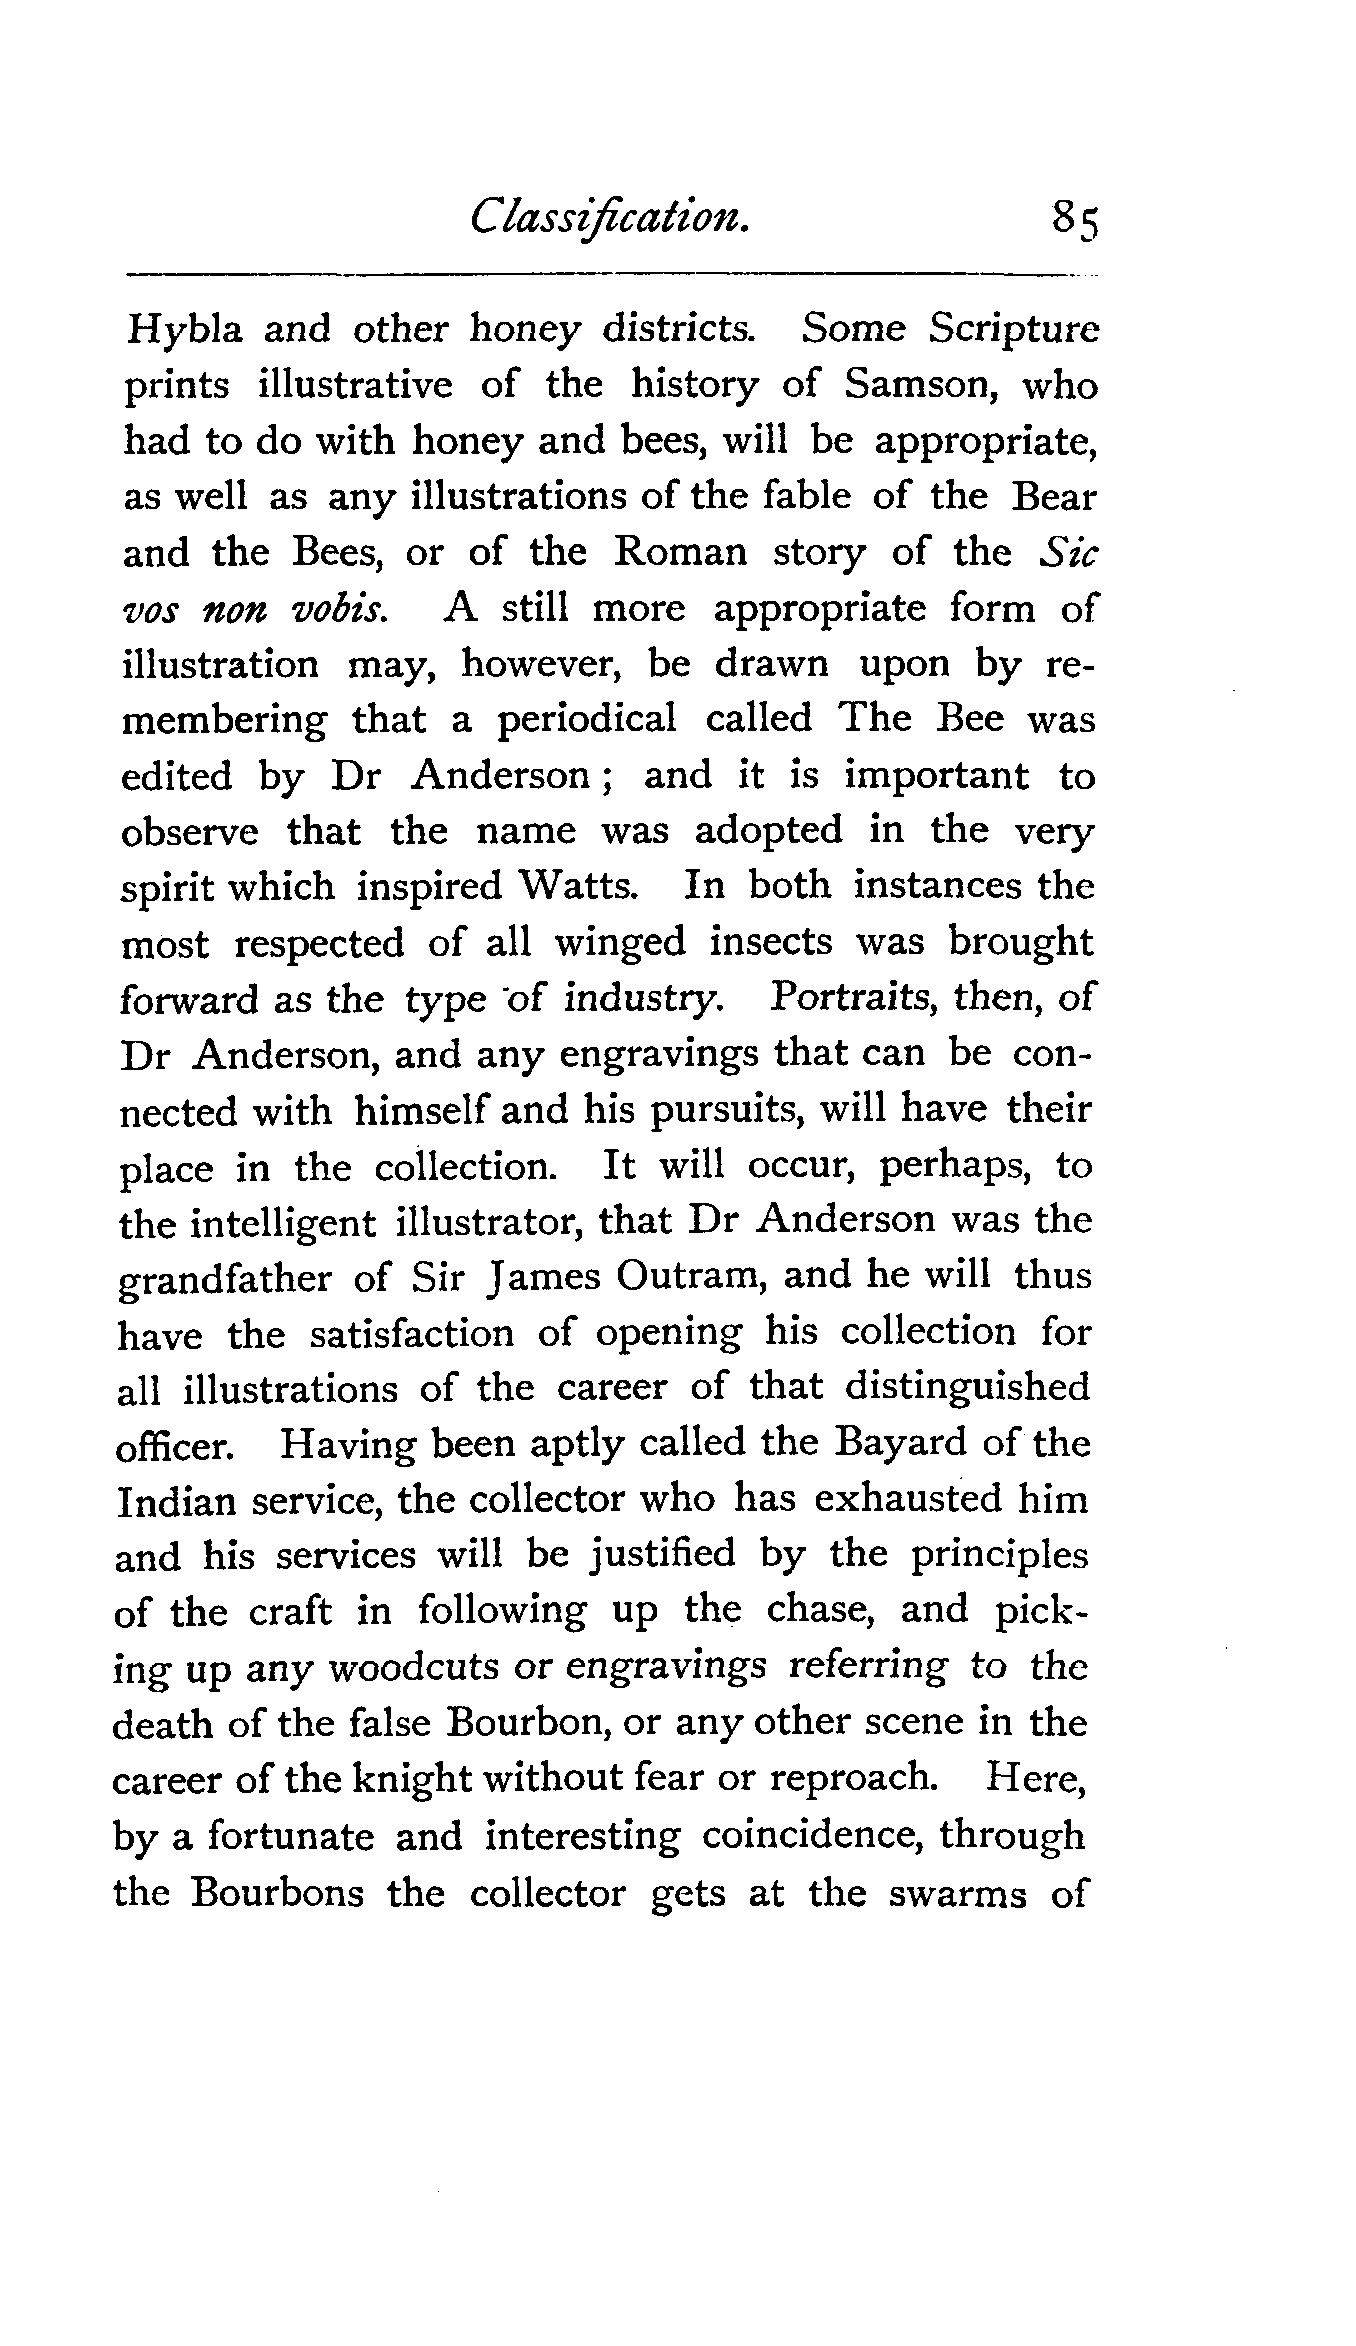 Classification. 85
Hybla and other honey districts. Some Scripture
prints illustrative of the history of Samson, who
had to do with honey and bees, will be appropriate,
as well as any illustrations of the fable of the Bear
and the Bees, or of the Roman story of the Sic
vos non vobis. A still more appropriate form of
illustration may, however, be drawn upon by re-
membering that a periodical called The Bee was
edited by Dr Anderson ; and it is important to
observe that the name was adopted in the very
spirit which inspired Watts. In both instances the
most respected of all winged insects was brought
forward as the type of industry. Portraits, then, of
Dr Anderson, and any engravings that can be con-
nected with himself and his pursuits, will have their
place in the collection. It will occur, perhaps, to
the intelligent illustrator, that Dr Anderson was the
grandfather of Sir James Outram, and he will thus
have the satisfaction of opening his collection for
all illustrations of the career of that distinguished
officer. Having been aptly called the Bayard of the
Indian service, the collector who has exhausted him
and his services will be justified by the principles
of the craft in following up the chase, and pick-
ing up any woodcuts or engravings referring to the
death of the false Bourbon, or any other scene in the
career of the knight without fear or reproach. Here,
by a fortunate and interesting coincidence, through
the Bourbons the collector gets at the swarms of